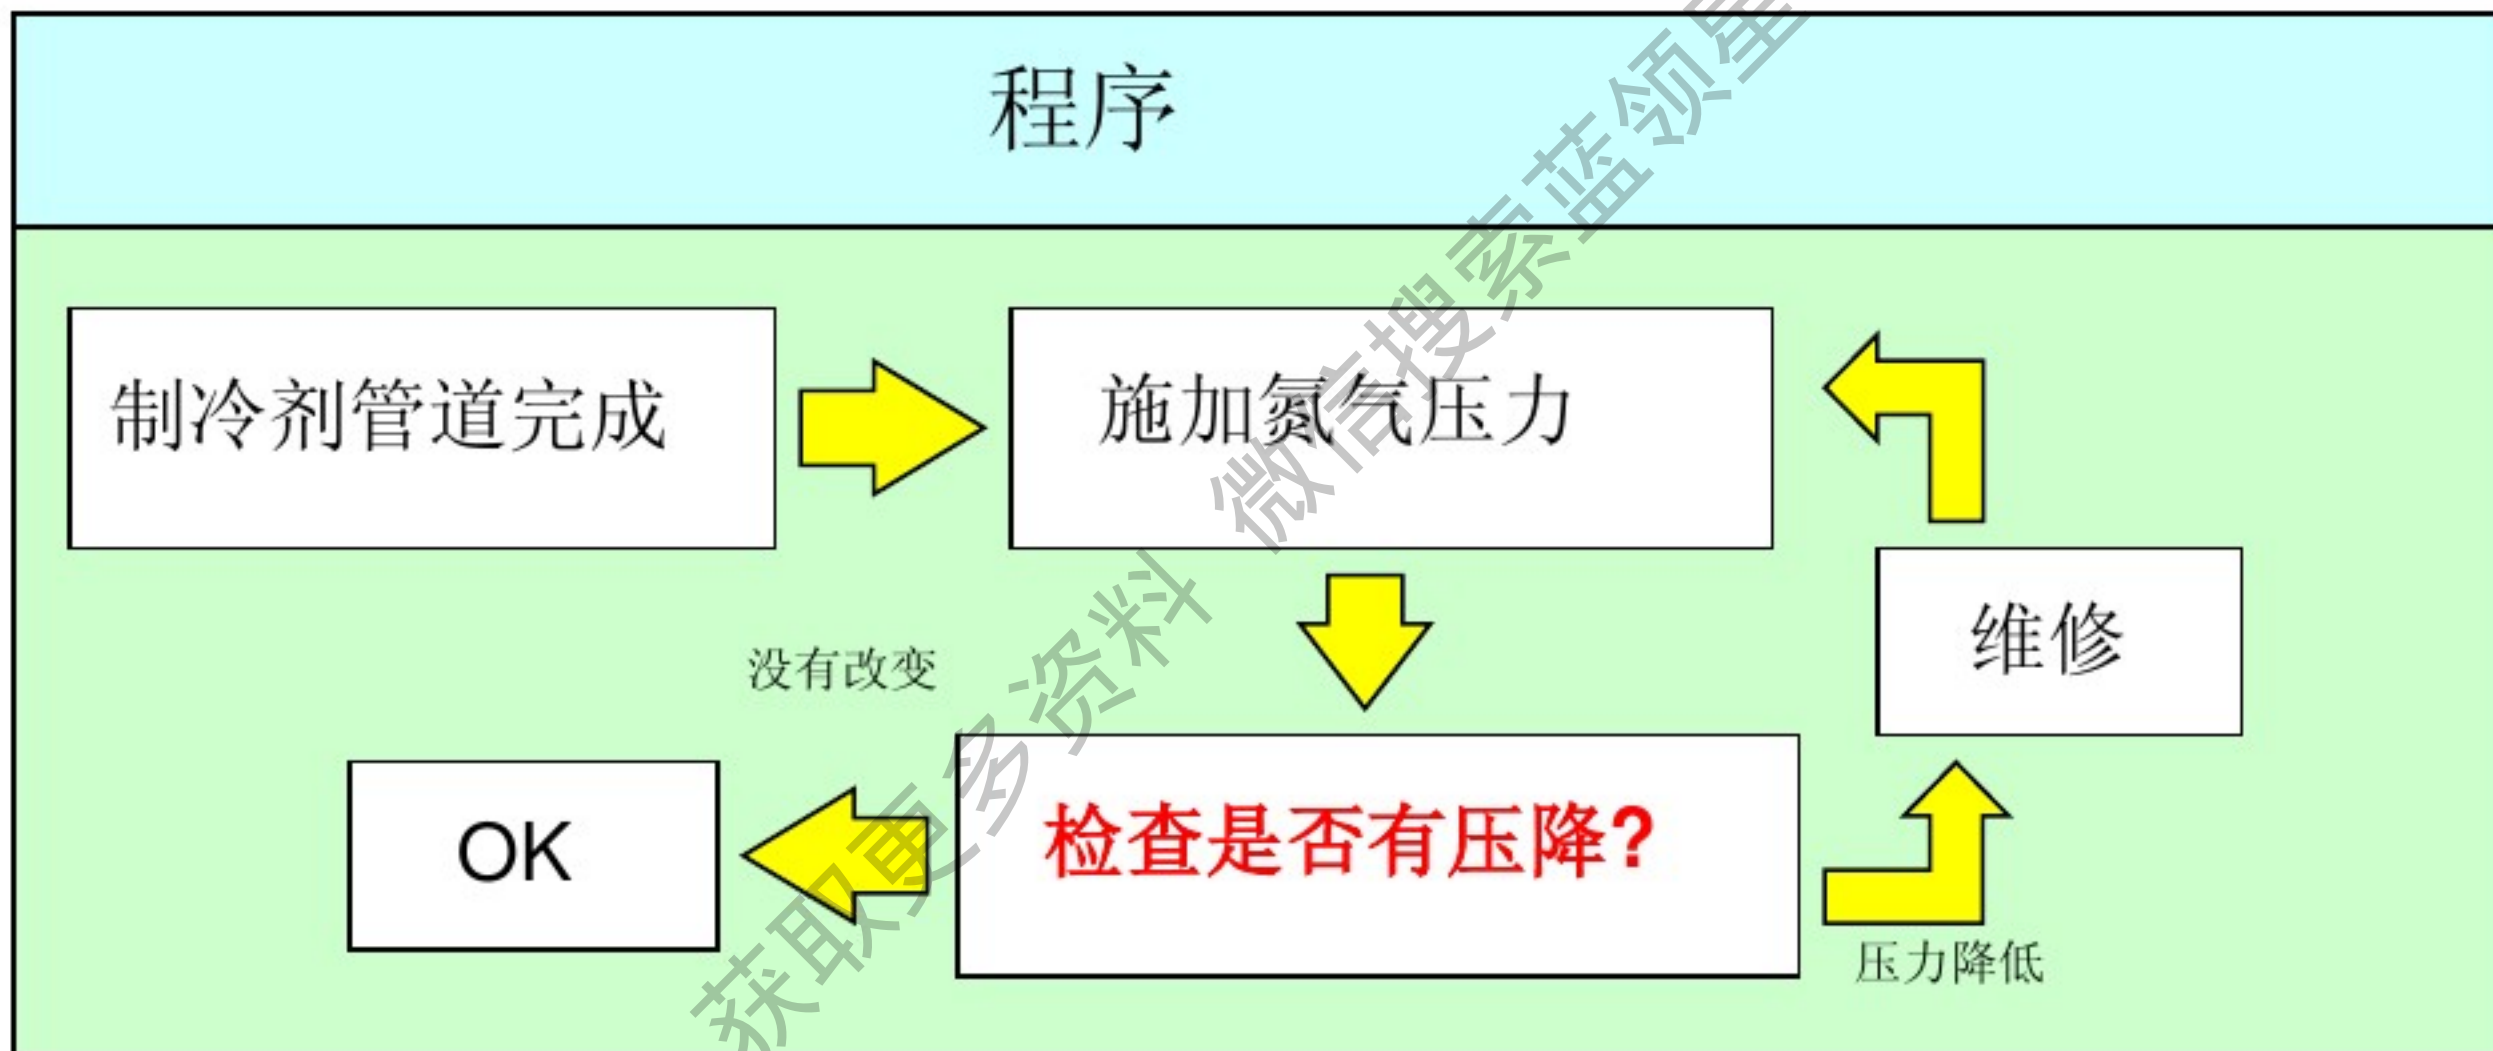 程序
制冷剂管道完成
施加氮气压力
维修
没有改变
OK
检查是否有压降?
压力降低
获取更多资料 微信搜索蓝领星